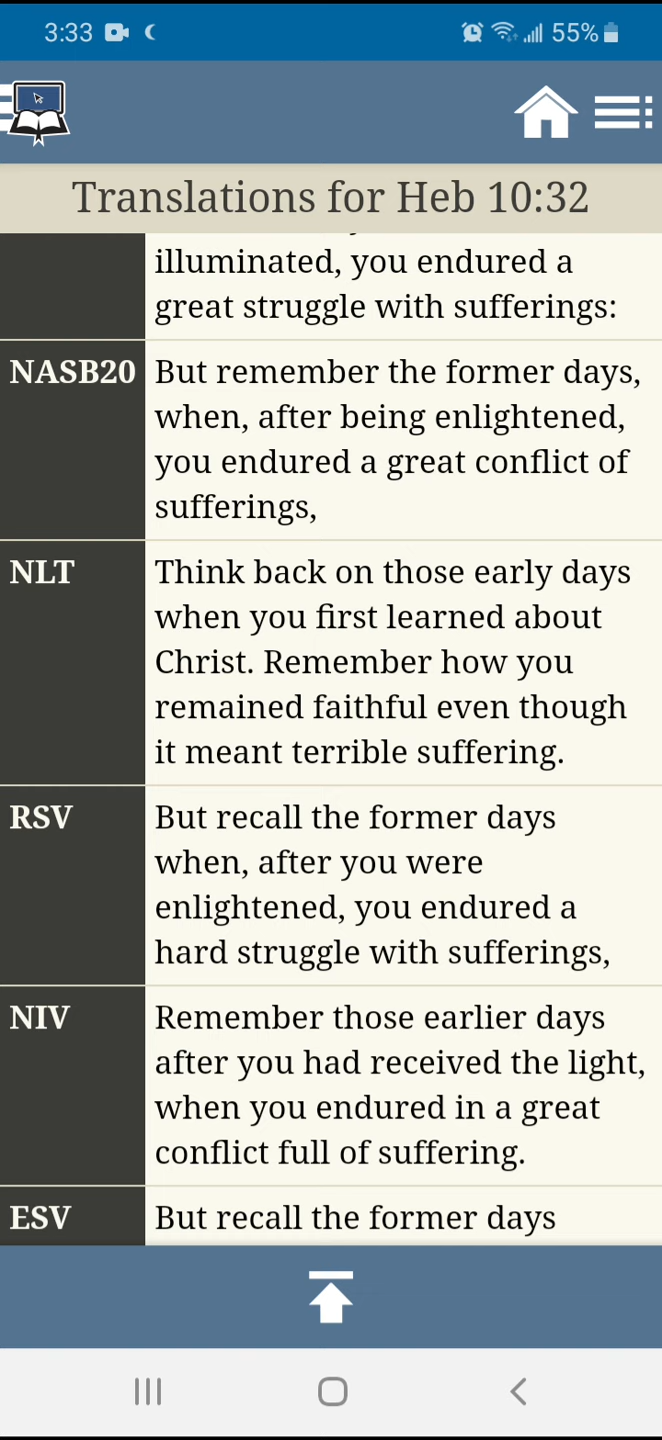 3:33
55%
Translations for Heb 10:32
illuminated, you endured a
great struggle with sufferings:
NASB20
But remember the former days,
when, after being enlightened,
you endured a great conflict of
sufferings,
NLT
Think back on those early days
when you first learned about
Christ. Remember how you
remained faithful even though
it meant terrible suffering.
RSV
But recall the former days
when, after you were
enlightened, you endured a
hard struggle with sufferings,
NIV
Remember those earlier days
after you had received the light,
when you endured in a great
conflict full of suffering.
ESV
But recall the former days